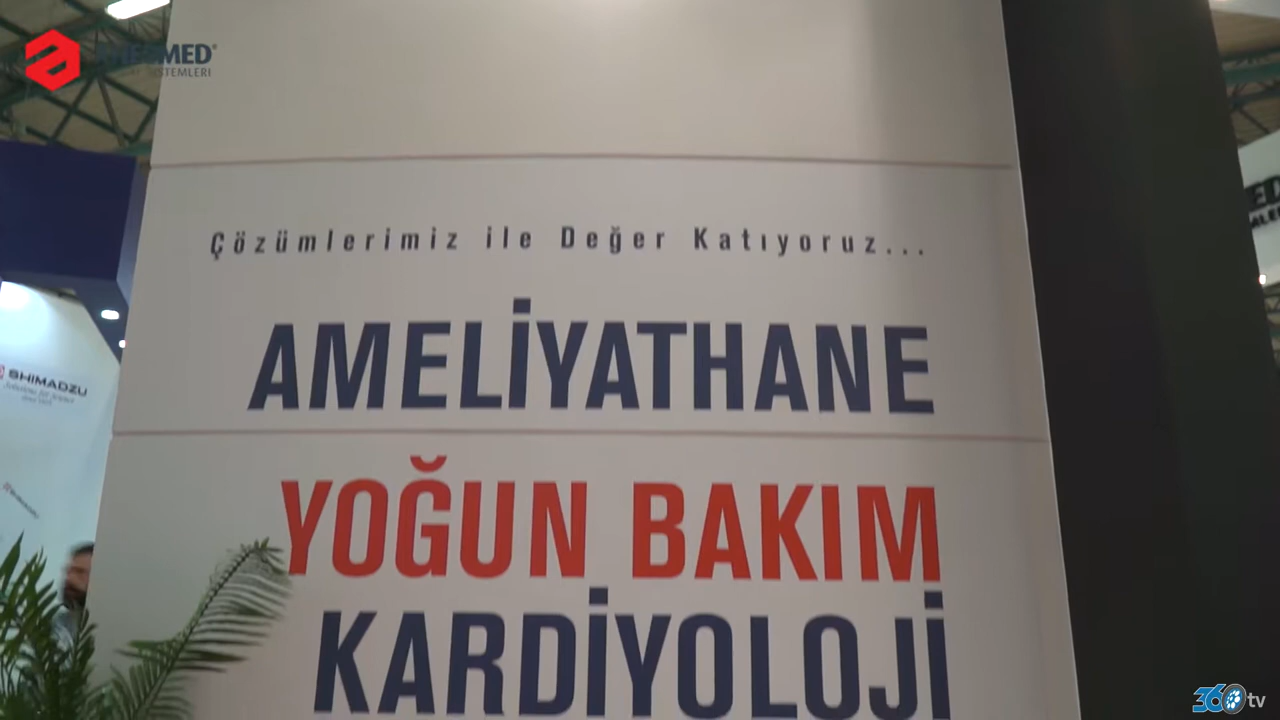 Çözümlerimiz ile Değer Katıyoruz...
AMELİYATHANE
YOĞUN BAKIM
KARDİYOLOJİ
SHIMADZU
360tv